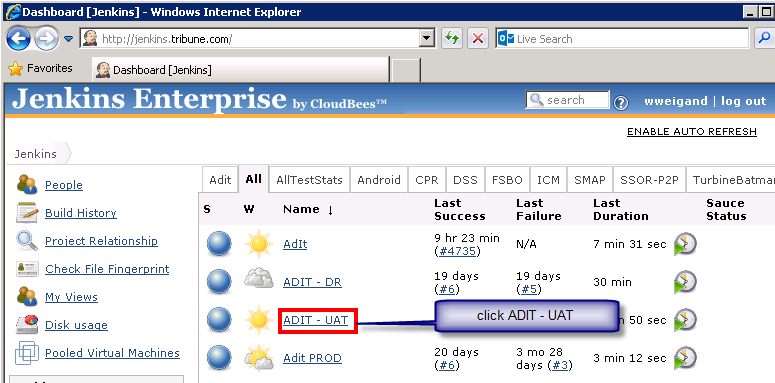 Dashboard [Jenkins] - Windows Internet Explorer
http://jenkins.tribune.com/ Live Search
Favorites Dashboard [Jenkins]
Jenkins Enterprise by CloudBees™ search wweigand | log out
ENABLE AUTO REFRESH
Jenkins
People
Build History
Project Relationship
Check File Fingerprint
My Views
Disk usage
Pooled Virtual Machines
Adit All AllTestStats Android CPR DSS FSBO ICM SMAP SSOR-P2P TurbineBatma
S W Name ↓ Last Success Last Failure Last Duration Sauce Status
AdIt 9 hr 23 min (#4735) N/A 7 min 31 sec
ADIT - DR 19 days (#6) 19 days (#5) 30 min
ADIT - UAT click ADIT - UAT 50 sec
Adit PROD 20 days (#6) 3 mo 28 days (#3) 3 min 12 sec